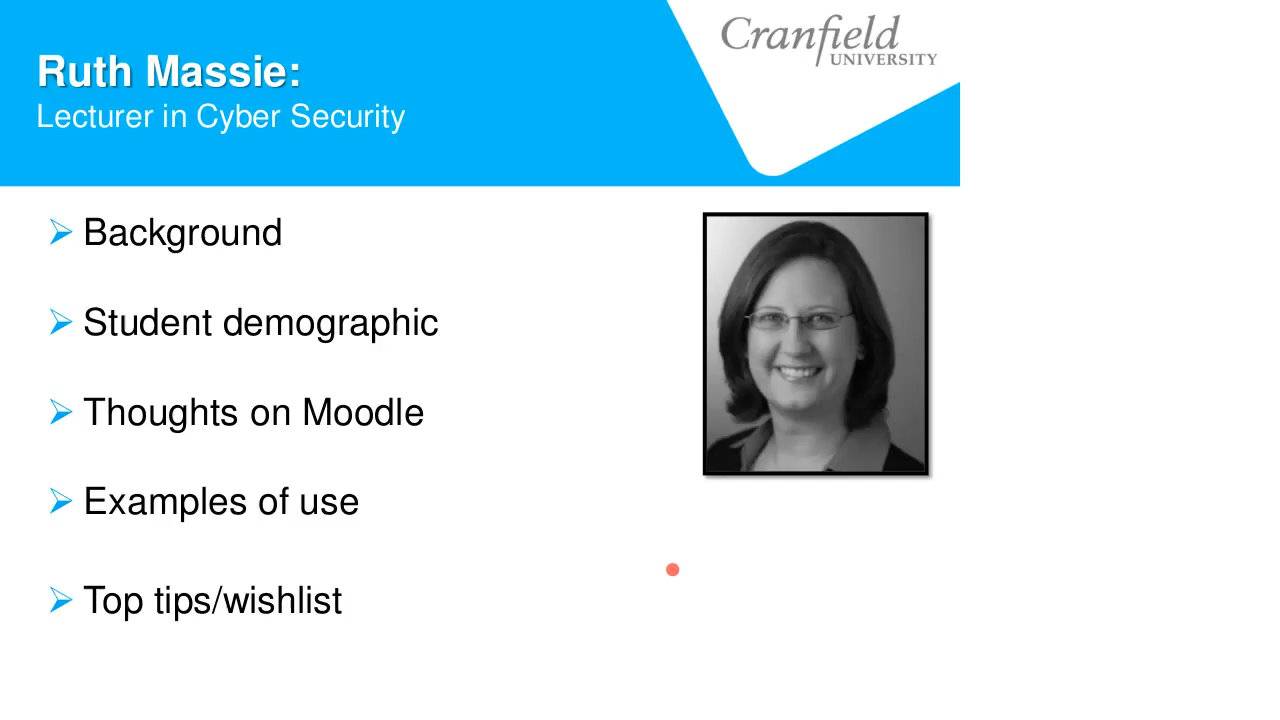 Cranfield
UNIVERSITY
Ruth Massie:
Lecturer in Cyber Security
Background
Student demographic
Thoughts on Moodle
Examples of use
Top tips/wishlist